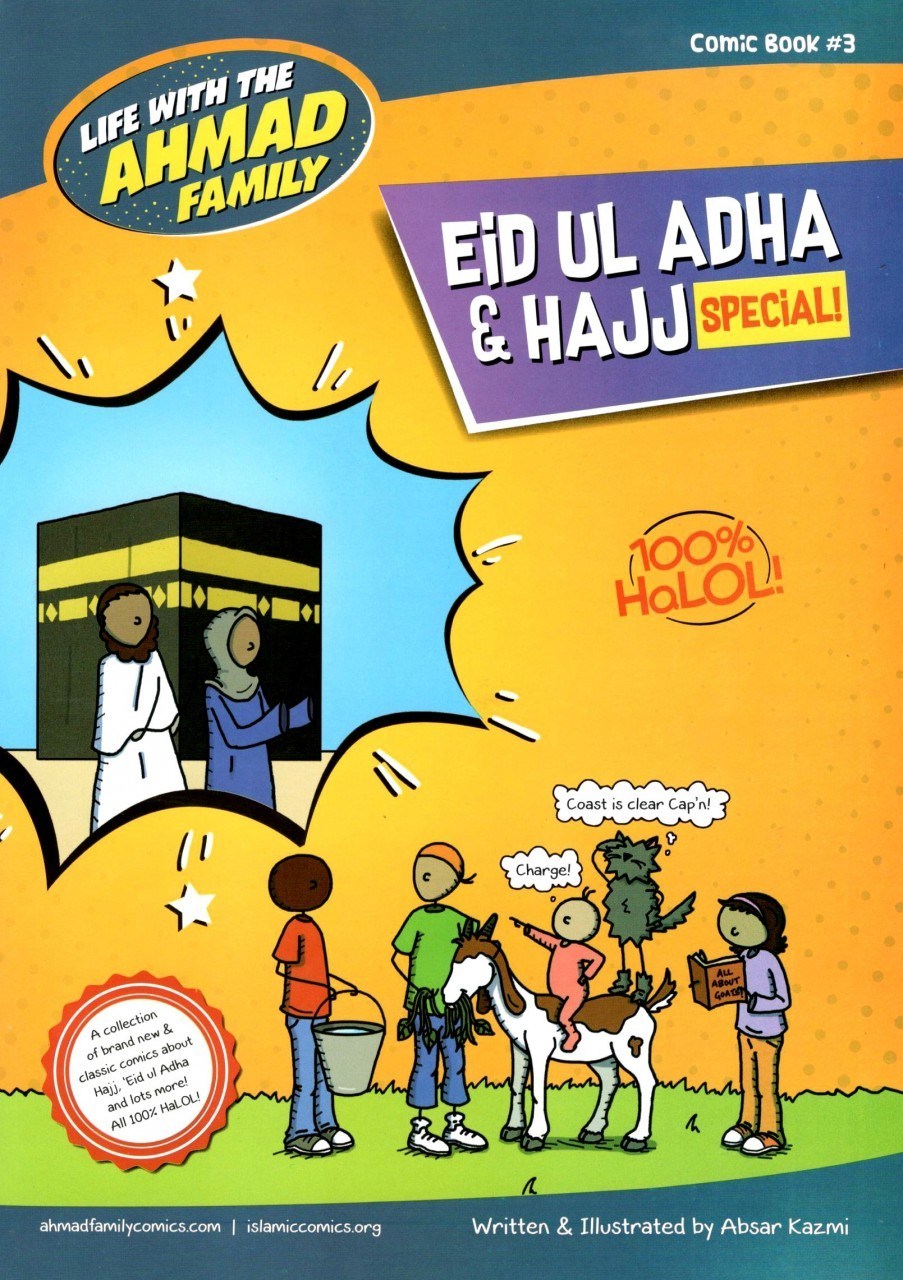 Comic Book #3
LIFE WITH THE
AHMAD
FAMILY
EiD UL ADHA
& HAJJ SPECiAL!
100%
HaLOL!
Coast is clear Cap'n!
Charge!
ALL
ABOUT
GOATS!
A collection
of brand new &
classic comics about
Hajj, 'Eid ul Adha
and lots more!
All 100% HaLOL!
ahmadfamilycomics.com | islamiccomics.org
Written & Illustrated by Absar Kazmi